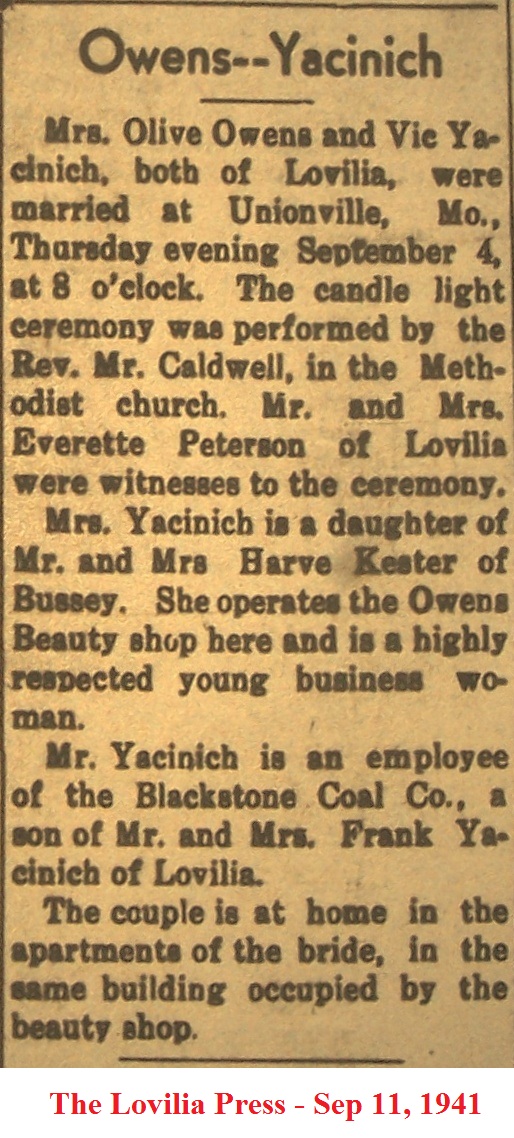 Owens--Yacinich
Mrs. Olive Owens and Vic Ya-
cinich, both of Lovilia, were
married at Unionville, Mo.,
Thursday evening September 4,
at 8 o'clock. The candle light
ceremony was performed by the
Rev. Mr. Caldwell, in the Meth-
odist church. Mr. and Mrs.
Everette Peterson of Lovilia
were witnesses to the ceremony.
Mrs. Yacinich is a daughter of
Mr. and Mrs Harve Kester of
Bussey. She operates the Owens
Beauty shop here and is a highly
respected young business wo-
man.
Mr. Yacinich is an employee
of the Blackstone Coal Co., a
son of Mr. and Mrs. Frank Ya-
cinich of Lovilia.
The couple is at home in the
apartments of the bride, in the
same building occupied by the
beauty shop.
The Lovilia Press - Sep 11, 1941